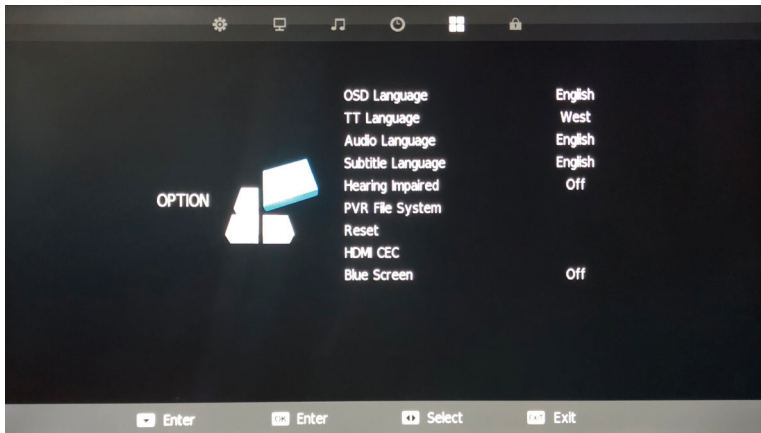 OPTION
OSD Language English
TT Language West
Audio Language English
Subtitle Language English
Hearing Impaired Off
PVR File System
Reset
HDMI CEC
Blue Screen Off
Enter OK Enter Select EXIT Exit